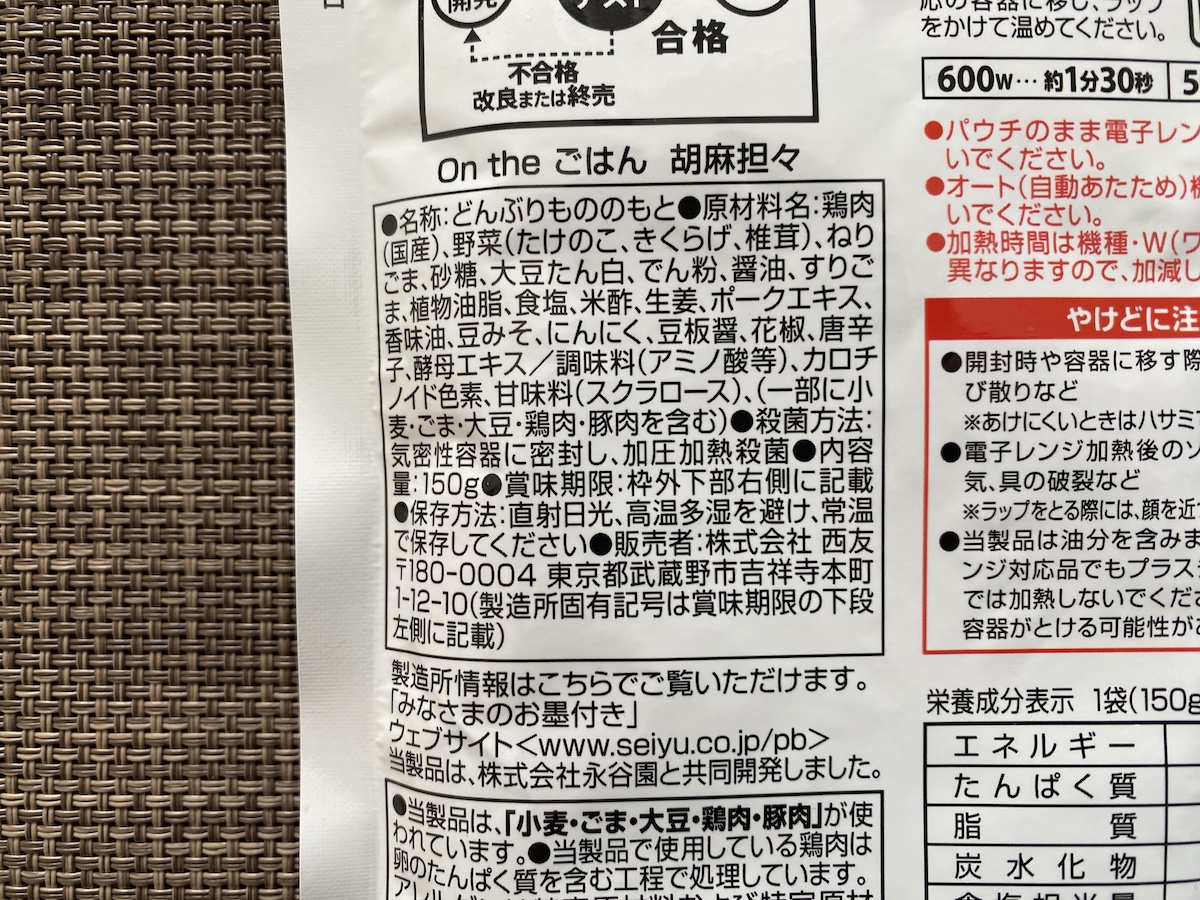 開発
テスト
合格
不合格
改良または終売
On the ごはん 胡麻担々
●名称:どんぶりもののもと●原材料名:鶏肉
(国産)、野菜(たけのこ、きくらげ、椎茸)、ねり
ごま、砂糖、大豆たん白、でん粉、醤油、すりご
ま、植物油脂、食塩、米酢、生姜、ポークエキス、
香味油、豆みそ、にんにく、豆板醤、花椒、唐辛
子、酵母エキス／調味料(アミノ酸等)、カロチ
ノイド色素、甘味料(スクラロース)、(一部に小
麦・ごま・大豆・鶏肉・豚肉を含む)●殺菌方法:
気密性容器に密封し、加圧加熱殺菌●内容
量:150g●賞味期限:枠外下部右側に記載
●保存方法:直射日光、高温多湿を避け、常温
で保存してください●販売者:株式会社 西友
〒180-0004 東京都武蔵野市吉祥寺本町
1-12-10(製造所固有記号は賞味期限の下段
左側に記載)
製造所情報はこちらでご覧いただけます。
「みなさまのお墨付き」
ウェブサイト<www.seiyu.co.jp/pb>
当製品は、株式会社永谷園と共同開発しました。
●当製品は、「小麦・ごま・大豆・鶏肉・豚肉」が使
われています。●当製品で使用している鶏肉は
卵のたんぱく質を含む工程で処理しています。
応の容器に移し、ラップ
をかけて温めてください。
600W…約1分30秒 5
●パウチのまま電子レン
いでください。
●オート(自動あたため)機
いでください。
●加熱時間は機種・W(ワ
異なりますので、加減し
やけどに注
●開封時や容器に移す際
び散りなど
※あけにくいときはハサミ
●電子レンジ加熱後のソ
気、具の破裂など
※ラップをとる際には、顔を近
●当製品は油分を含みま
ンジ対応品でもプラス
では加熱しないでくださ
容器がとける可能性が
栄養成分表示 1袋(150g
エネルギー
たんぱく質
脂質
炭水化物
食塩相当量